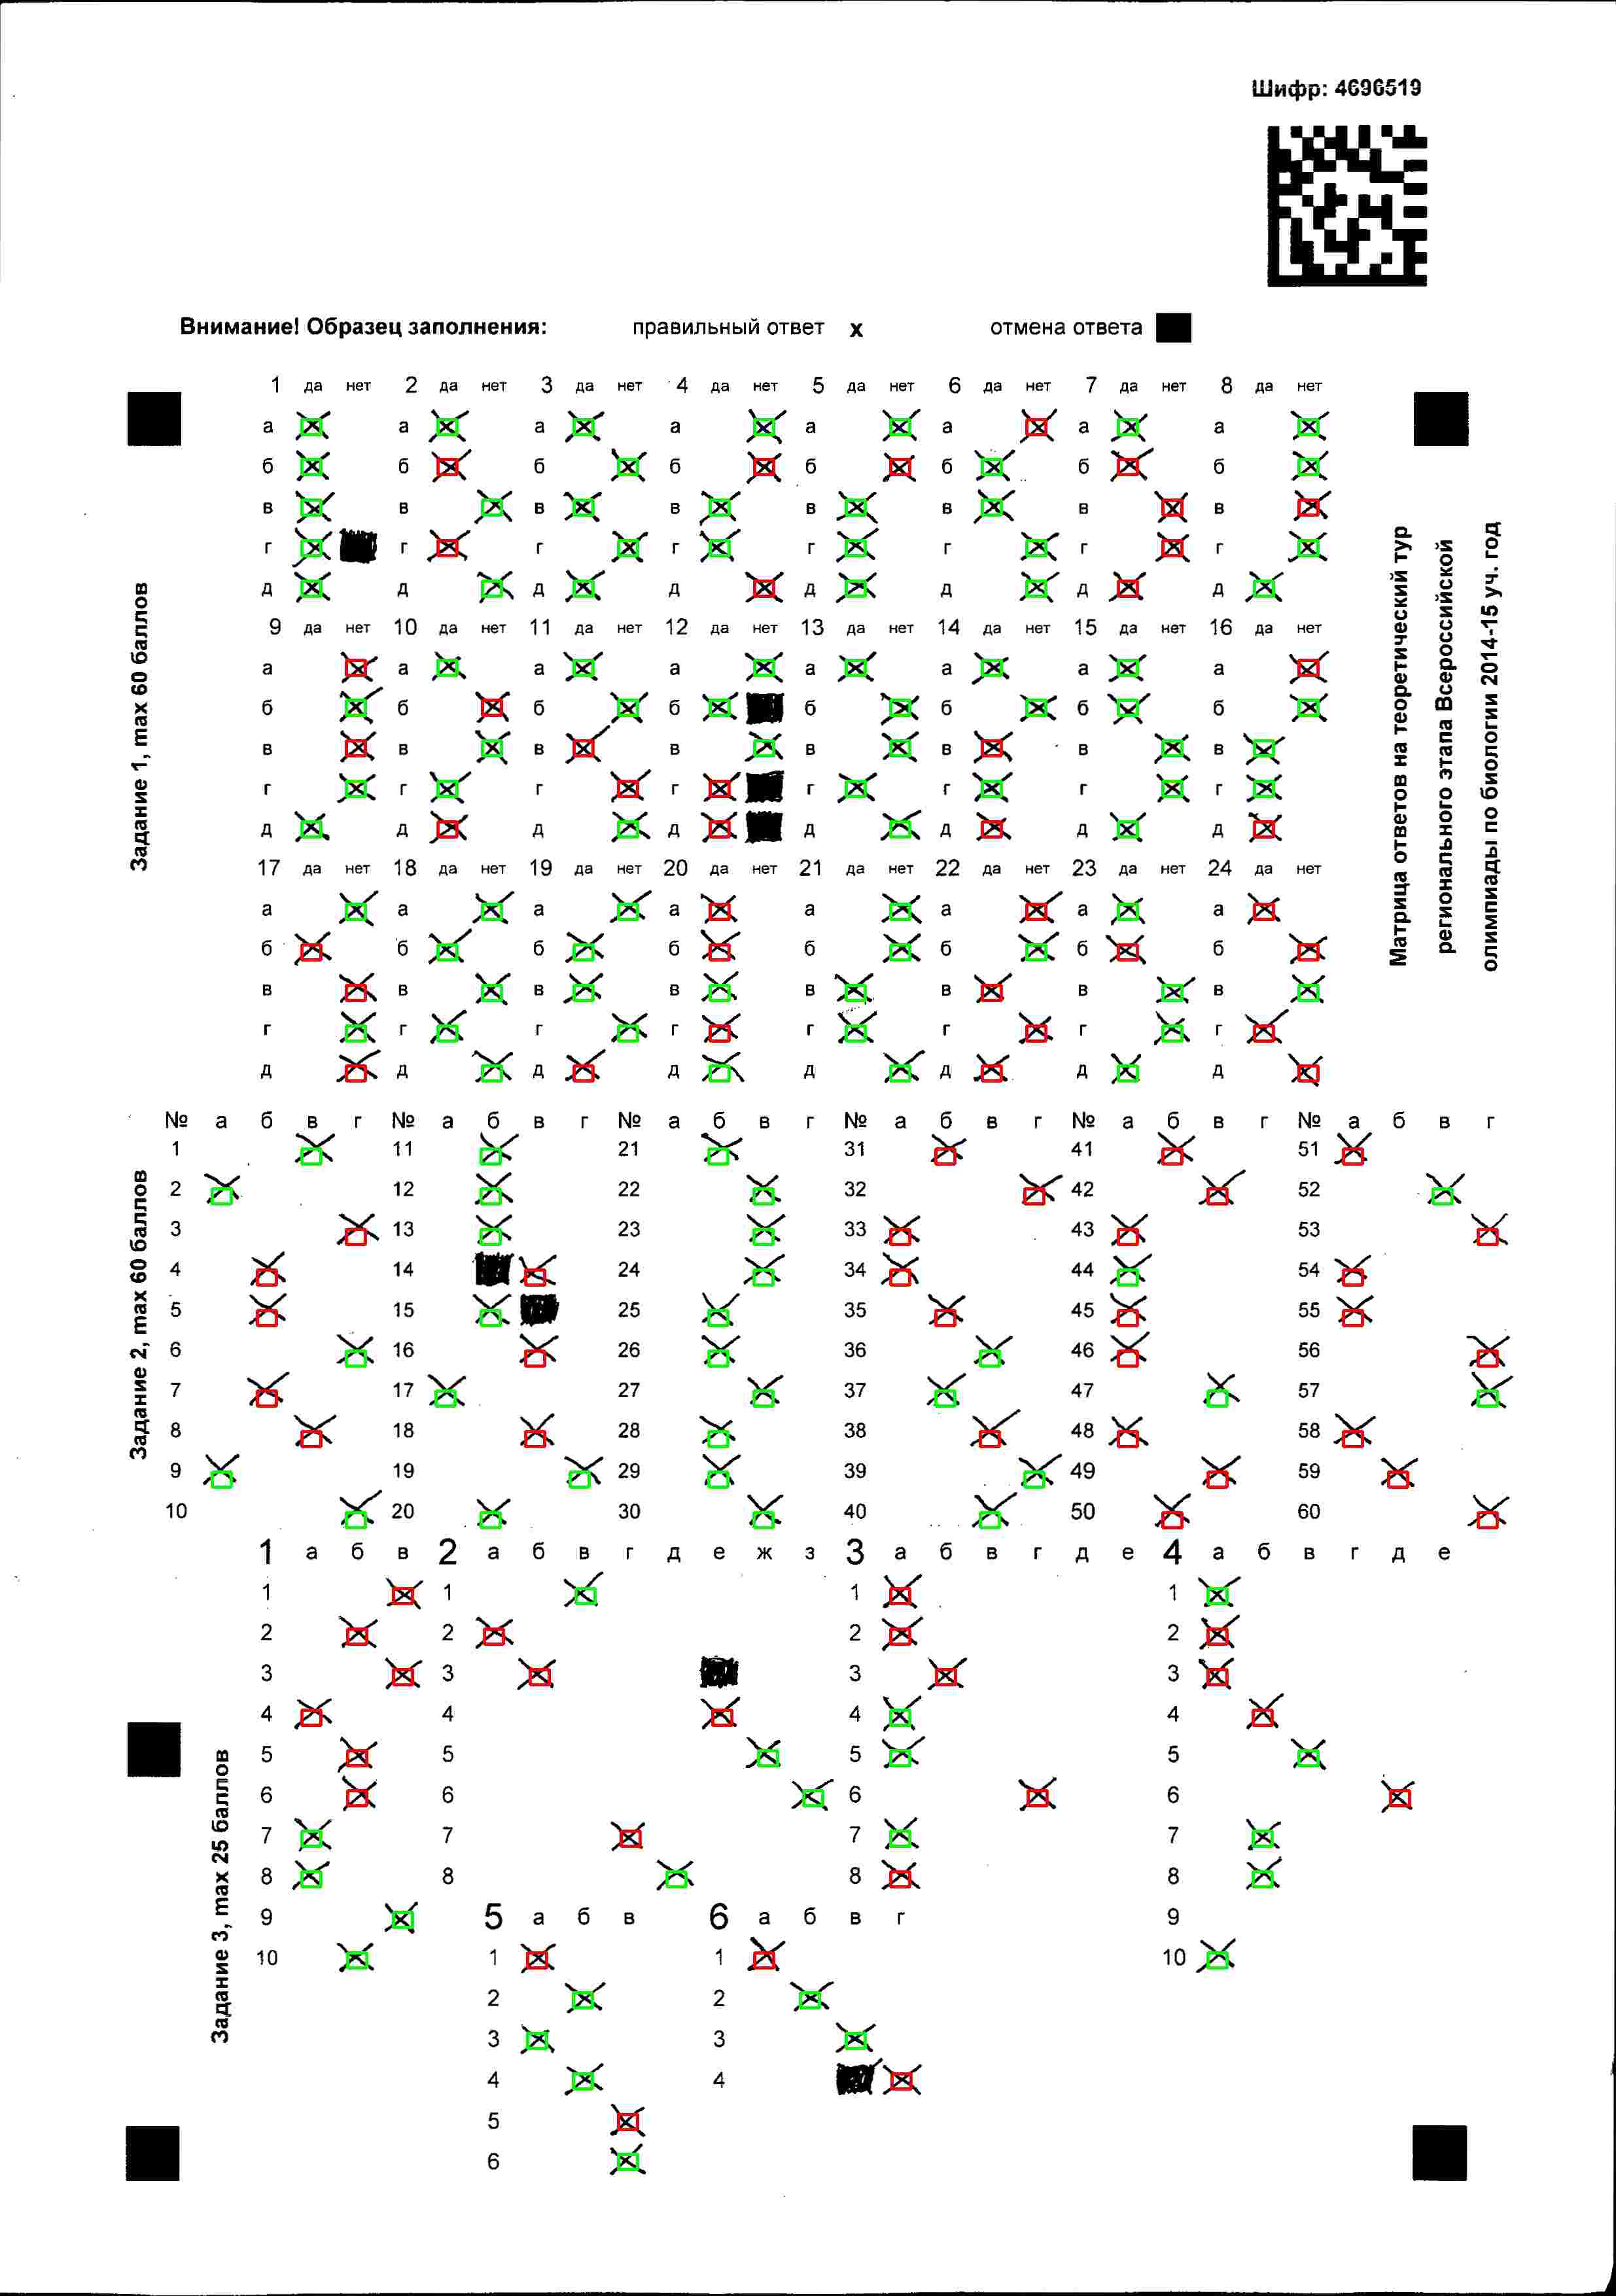 Шифр: 4696519
Внимание! Образец заполнения: правильный ответ x отмена ответа
1 да нет 2 да нет 3 да нет 4 да нет 5 да нет 6 да нет 7 да нет 8 да нет
а а а а а а а а
б б б б б б б б
в в в в в в в в
г г г г г г г г
д д д д д д д д
9 да нет 10 да нет 11 да нет 12 да нет 13 да нет 14 да нет 15 да нет 16 да нет
а а а а а а а а
б б б б б б б б
в в в в в в в в
г г г г г г г г
д д д д д д д д
17 да нет 18 да нет 19 да нет 20 да нет 21 да нет 22 да нет 23 да нет 24 да нет
а а а а а а а а
б б б б б б б б
в в в в в в в в
г г г г г г г г
д д д д д д д д
Задание 1, max 60 баллов
Матрица ответов на теоретический тур
регионального этапа Всероссийской
олимпиады по биологии 2014-15 уч. год
№ а б в г № а б в г № а б в г № а б в г № а б в г № а б в г
1 11 21 31 41 51
2 12 22 32 42 52
3 13 23 33 43 53
4 14 24 34 44 54
5 15 25 35 45 55
6 16 26 36 46 56
7 17 27 37 47 57
8 18 28 38 48 58
9 19 29 39 49 59
10 20 30 40 50 60
Задание 2, max 60 баллов
1 а б в 2 а б в г д е ж з 3 а б в г д е 4 а б в г д е
1 1 1 1
2 2 2 2
3 3 3 3
4 4 4 4
5 5 5 5
6 6 6 6
7 7 7 7
8 8 8 8
9 5 а б в 6 а б в г 9
10 1 1 10
2 2
3 3
4 4
5
6
Задание 3, max 25 баллов